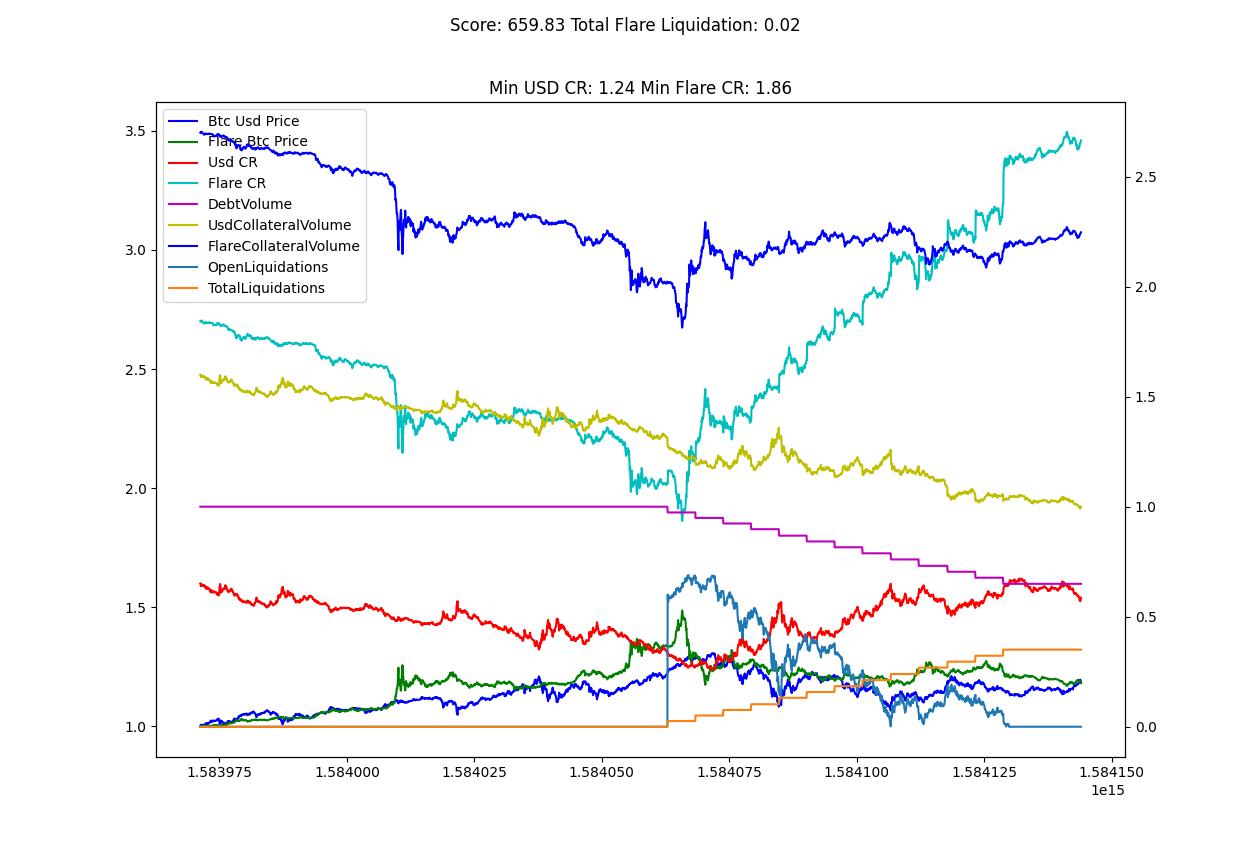 Score: 659.83 Total Flare Liquidation: 0.02
Min USD CR: 1.24 Min Flare CR: 1.86
Btc Usd Price
Flare Btc Price
Usd CR
Flare CR
DebtVolume
UsdCollateralVolume
FlareCollateralVolume
OpenLiquidations
TotalLiquidations
3.5
3.0
2.5
2.0
1.5
1.0
2.5
2.0
1.5
1.0
0.5
0.0
1.583975 1.584000 1.584025 1.584050 1.584075 1.584100 1.584125 1.584150
1e15